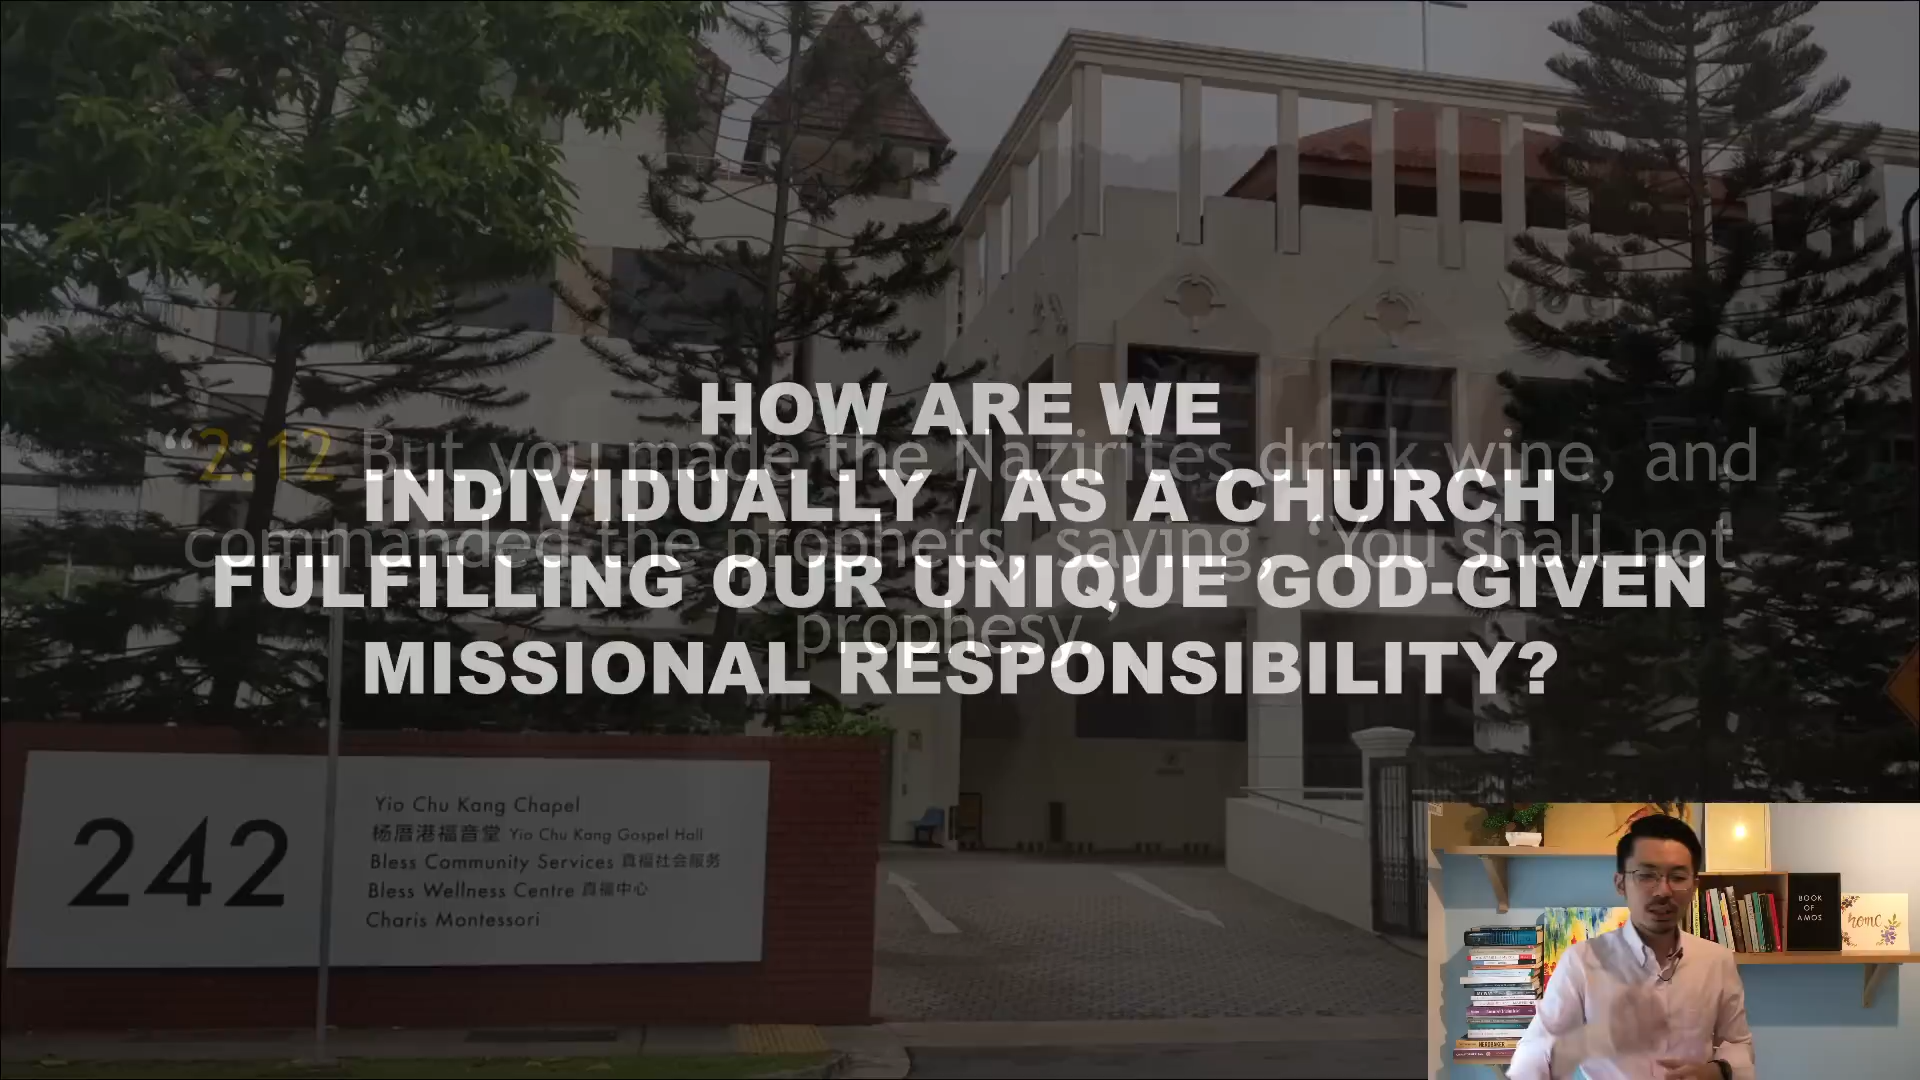 HOW ARE WE
INDIVIDUALLY / AS A CHURCH
FULFILLING OUR UNIQUE GOD-GIVEN
MISSIONAL RESPONSIBILITY?
“2:12 But you made the Nazirites drink wine, and
commanded the prophets, saying, ‘You shall not
prophesy.’
242
Yio Chu Kang Chapel
杨厝港福音堂 Yio Chu Kang Gospel Hall
Bless Community Services 真福社会服务
Bless Wellness Centre 真福中心
Charis Montessori
BOOK
OF
AMOS
home